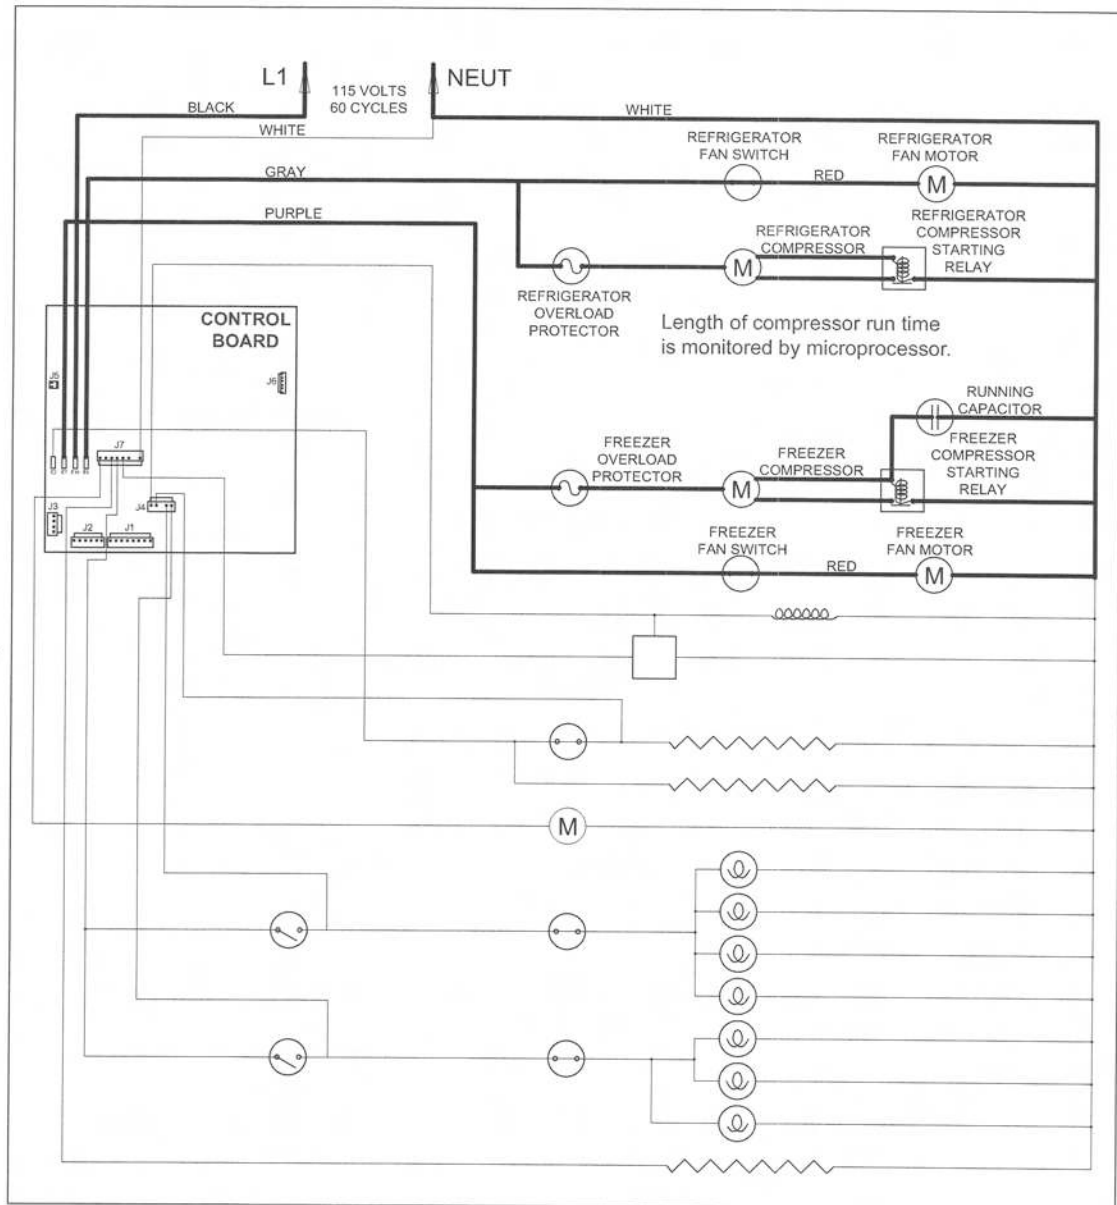 L1
115 VOLTS
60 CYCLES
NEUT
BLACK
WHITE
WHITE
GRAY
PURPLE
REFRIGERATOR
FAN SWITCH
RED
REFRIGERATOR
FAN MOTOR
M
REFRIGERATOR
OVERLOAD
PROTECTOR
REFRIGERATOR
COMPRESSOR
M
REFRIGERATOR
COMPRESSOR
STARTING
RELAY
Length of compressor run time
is monitored by microprocessor.
CONTROL
BOARD
J5
J6
J7
J4
J3
J2
J1
RUNNING
CAPACITOR
FREEZER
OVERLOAD
PROTECTOR
FREEZER
COMPRESSOR
M
FREEZER
COMPRESSOR
STARTING
RELAY
FREEZER
FAN SWITCH
RED
FREEZER
FAN MOTOR
M
M